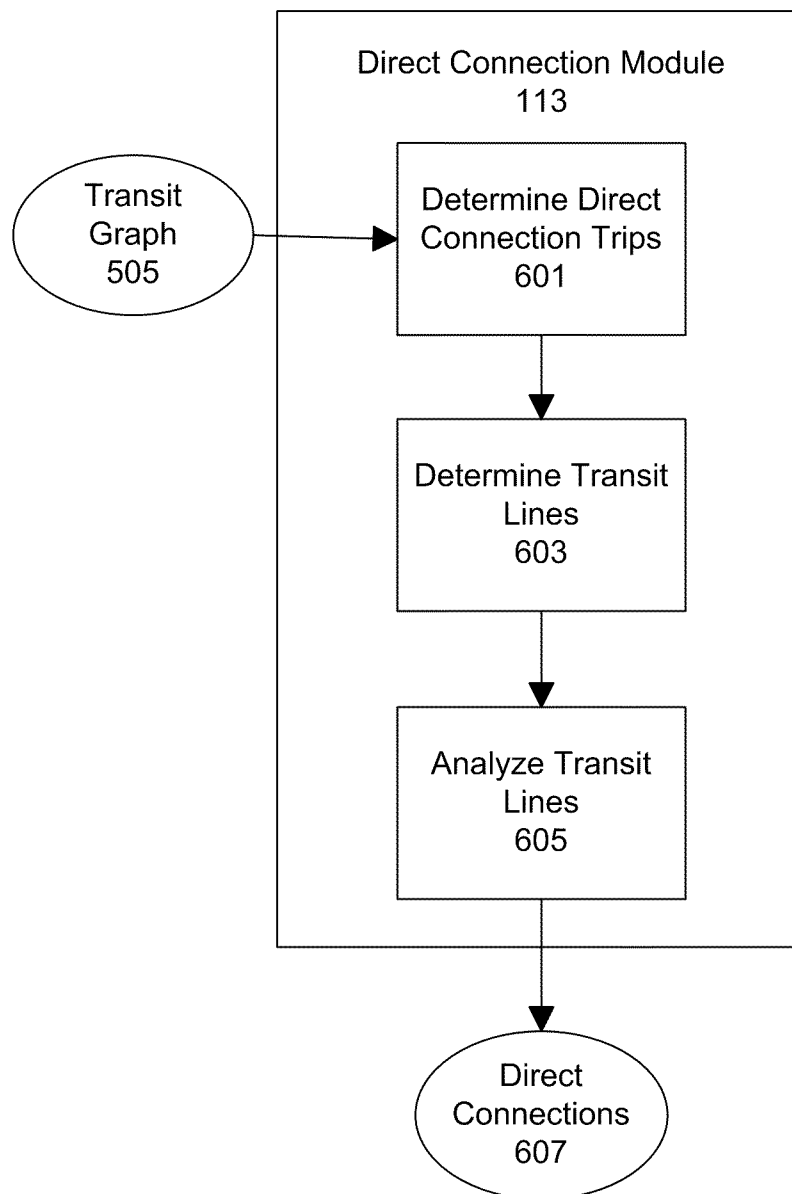 Direct Connection Module
113
Transit
Graph
505
Determine Direct
Connection Trips
601
Determine Transit
Lines
603
Analyze Transit
Lines
605
Direct
Connections
607